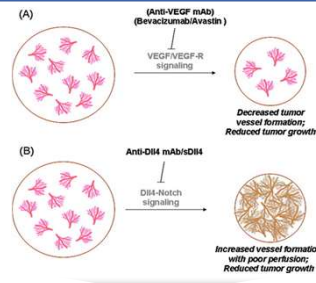 (A)
(Anti-VEGF mAb)
(Bevacizumab/Avastin )
VEGF/VEGF-R
signaling
Decreased tumor
vessel formation;
Reduced tumor growth
(B)
Anti-Dll4 mAb/sDll4
Dll4-Notch
signaling
Increased vessel formation
with poor perfusion;
Reduced tumor growth